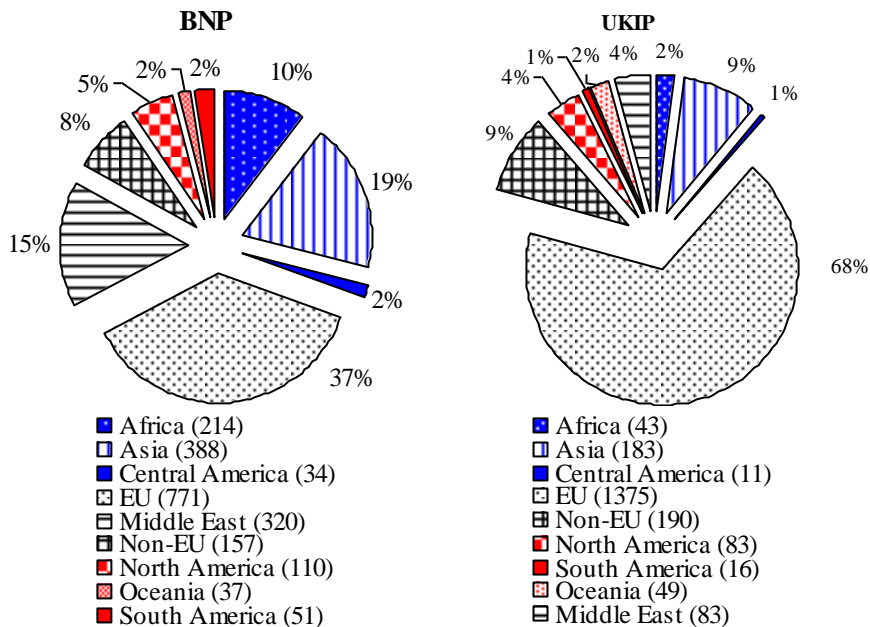 BNP
2%
2%
5%
10%
8%
19%
15%
2%
37%
Africa (214)
Asia (388)
Central America (34)
EU (771)
Middle East (320)
Non-EU (157)
North America (110)
Oceania (37)
South America (51)
UKIP
1%
2%
4%
2%
4%
9%
1%
9%
68%
Africa (43)
Asia (183)
Central America (11)
EU (1375)
Non-EU (190)
North America (83)
South America (16)
Oceania (49)
Middle East (83)